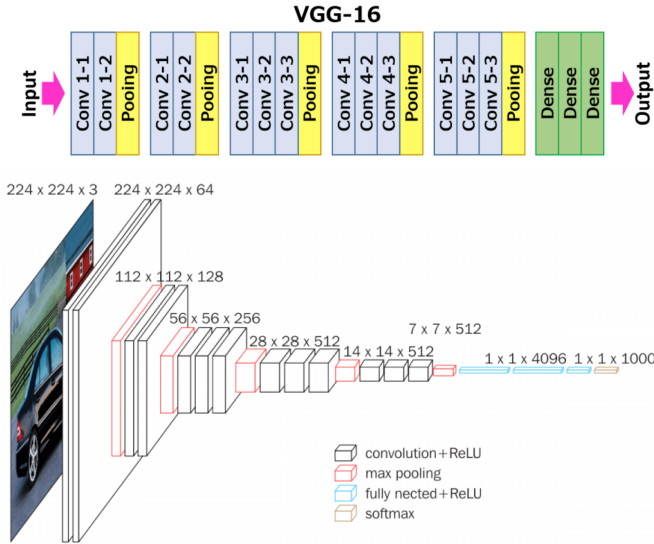 VGG-16
Input
Conv 1-1
Conv 1-2
Pooing
Conv 2-1
Conv 2-2
Pooing
Conv 3-1
Conv 3-2
Conv 3-3
Pooing
Conv 4-1
Conv 4-2
Conv 4-3
Pooing
Conv 5-1
Conv 5-2
Conv 5-3
Pooing
Dense
Dense
Dense
Output
224 x 224 x 3
224 x 224 x 64
112 x 112 x 128
56 x 56 x 256
28 x 28 x 512
14 x 14 x 512
7 x 7 x 512
1 x 1 x 4096
1 x 1 x 1000
convolution+ReLU
max pooling
fully nected+ReLU
softmax